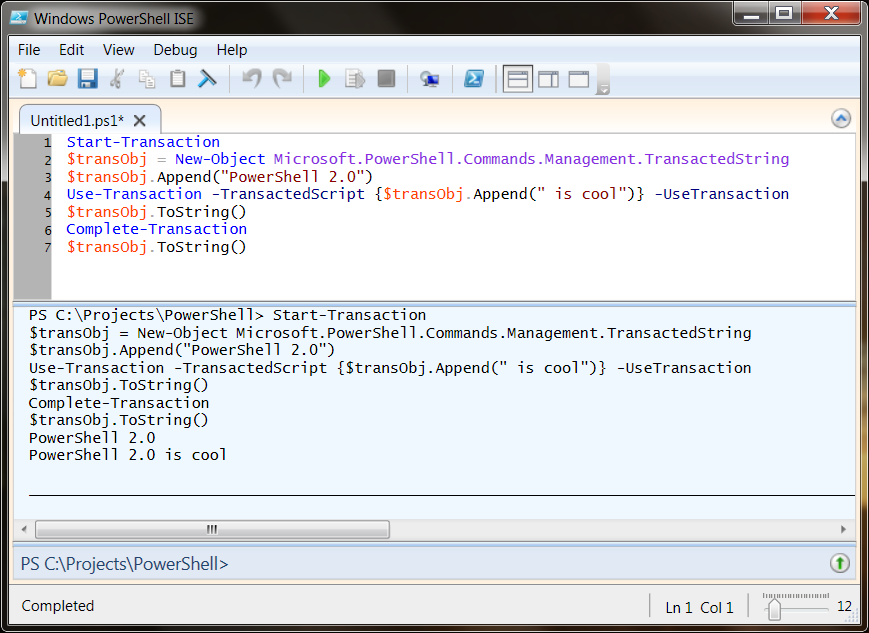 Windows PowerShell ISE
File Edit View Debug Help
Untitled1.ps1*
1 Start-Transaction
2 $transObj = New-Object Microsoft.PowerShell.Commands.Management.TransactedString
3 $transObj.Append("PowerShell 2.0")
4 Use-Transaction -TransactedScript {$transObj.Append(" is cool")} -UseTransaction
5 $transObj.ToString()
6 Complete-Transaction
7 $transObj.ToString()
PS C:\Projects\PowerShell> Start-Transaction
$transObj = New-Object Microsoft.PowerShell.Commands.Management.TransactedString
$transObj.Append("PowerShell 2.0")
Use-Transaction -TransactedScript {$transObj.Append(" is cool")} -UseTransaction
$transObj.ToString()
Complete-Transaction
$transObj.ToString()
PowerShell 2.0
PowerShell 2.0 is cool
PS C:\Projects\PowerShell>
Completed Ln 1 Col 1 12